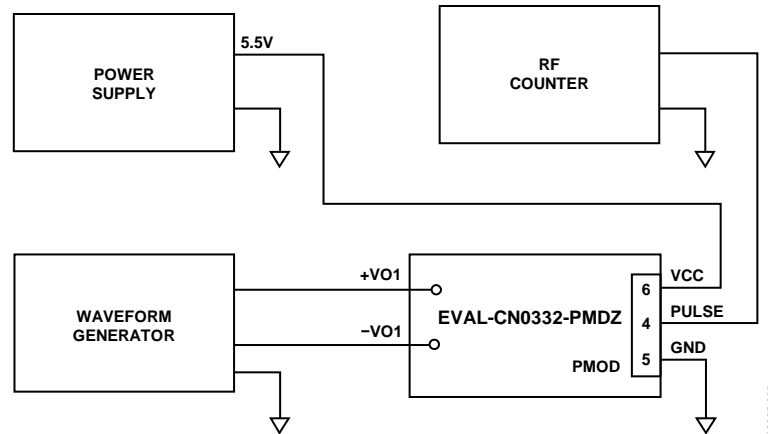 POWER
SUPPLY
5.5V
RF
COUNTER
WAVEFORM
GENERATOR
+VO1
−VO1
EVAL-CN0332-PMDZ
PMOD
6
4
5
VCC
PULSE
GND